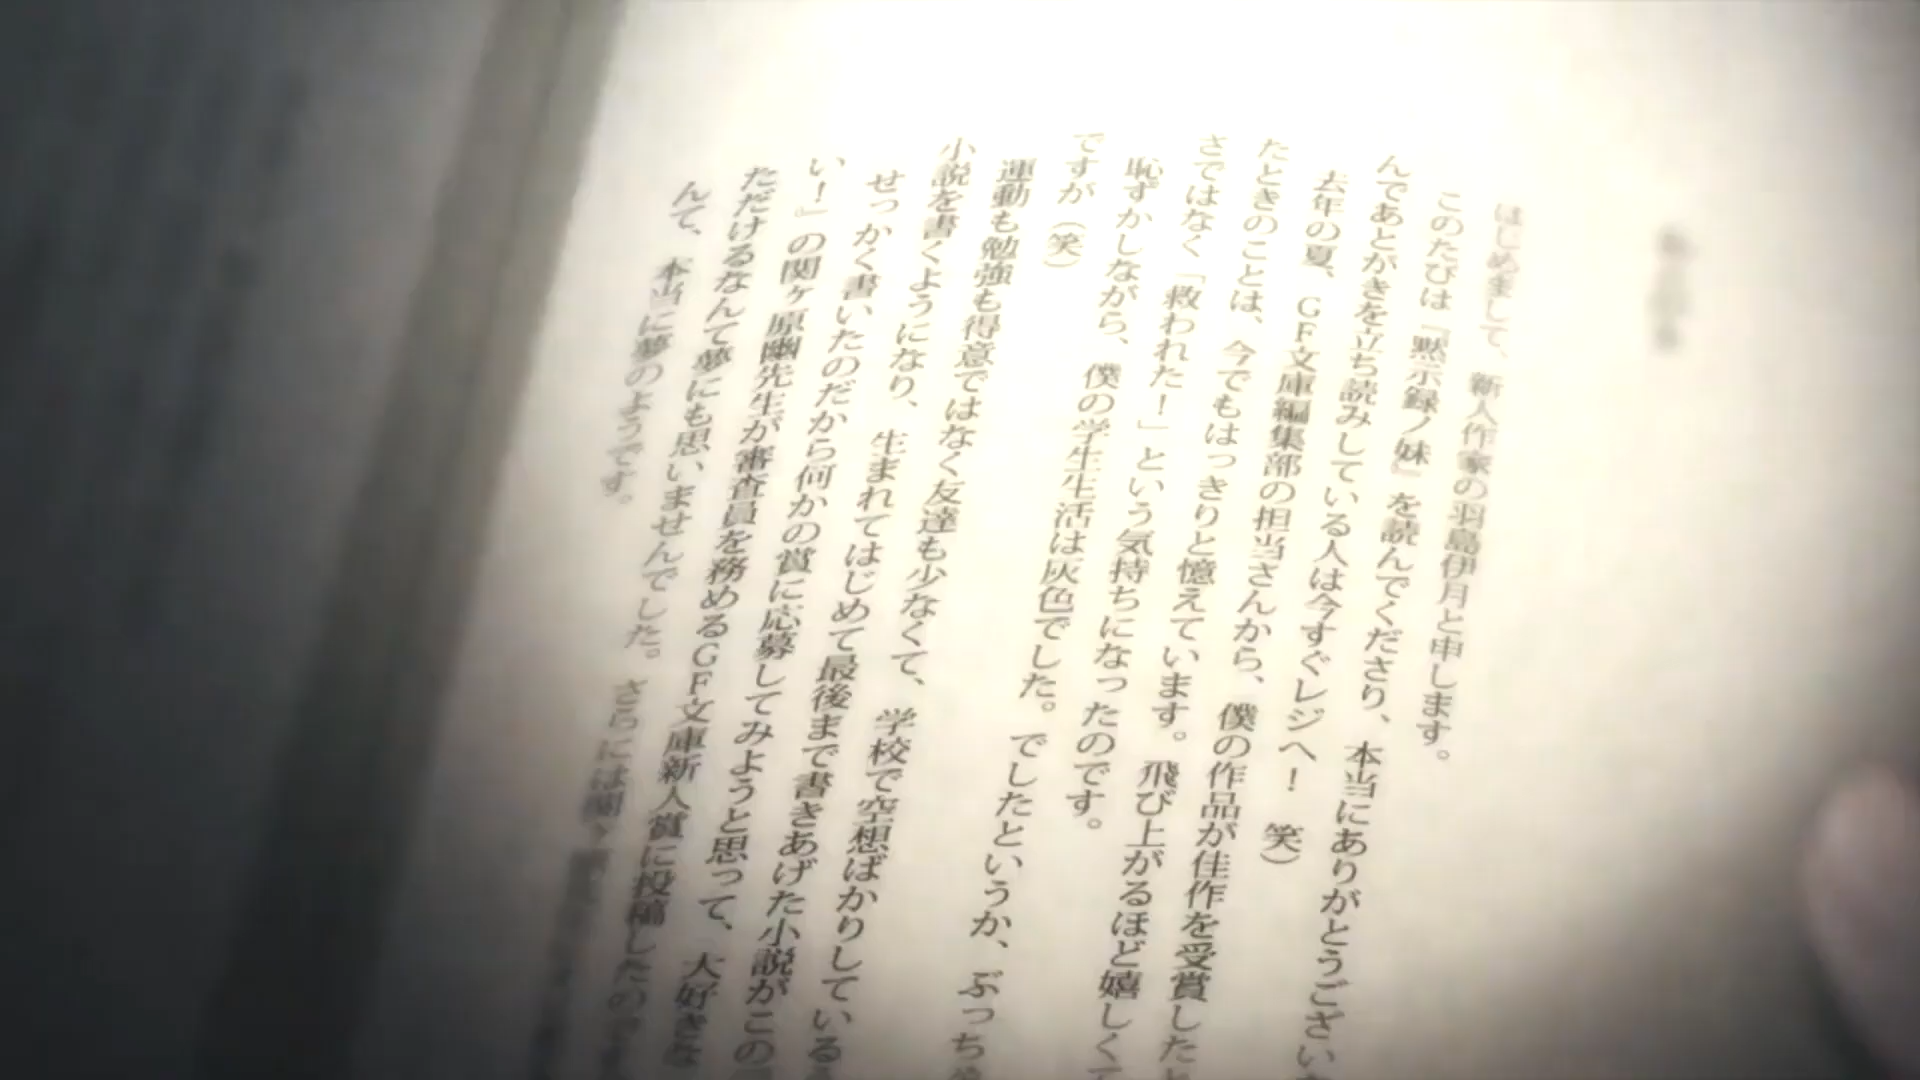 はじめまして、新人作家の羽島伊月と申します。
このたびは『黙示録ノ妹』を読んでくださり、本当にありがとうござい
んであとがきを立ち読みしている人は今すぐレジへ！　笑）
去年の夏、GF文庫編集部の担当さんから、僕の作品が佳作を受賞したと
たときのことは、今でもはっきりと憶えています。飛び上がるほど嬉しくて
さではなく「救われた！」という気持ちになったのです。
恥ずかしながら、僕の学生生活は灰色でした。でしたというか、ぶっち
ですが（笑）
運動も勉強も得意ではなく友達も少なくて、学校で空想ばかりしている
小説を書くようになり、生まれてはじめて最後まで書きあげた小説がこの
せっかく書いたのだから何かの賞に応募してみようと思って、大好きな
い！』の関ヶ原幽先生が審査員を務めるGF文庫新人賞に投稿したので
ただけるなんて夢にも思いませんでした。さらには関ヶ
んて、本当に夢のようです。